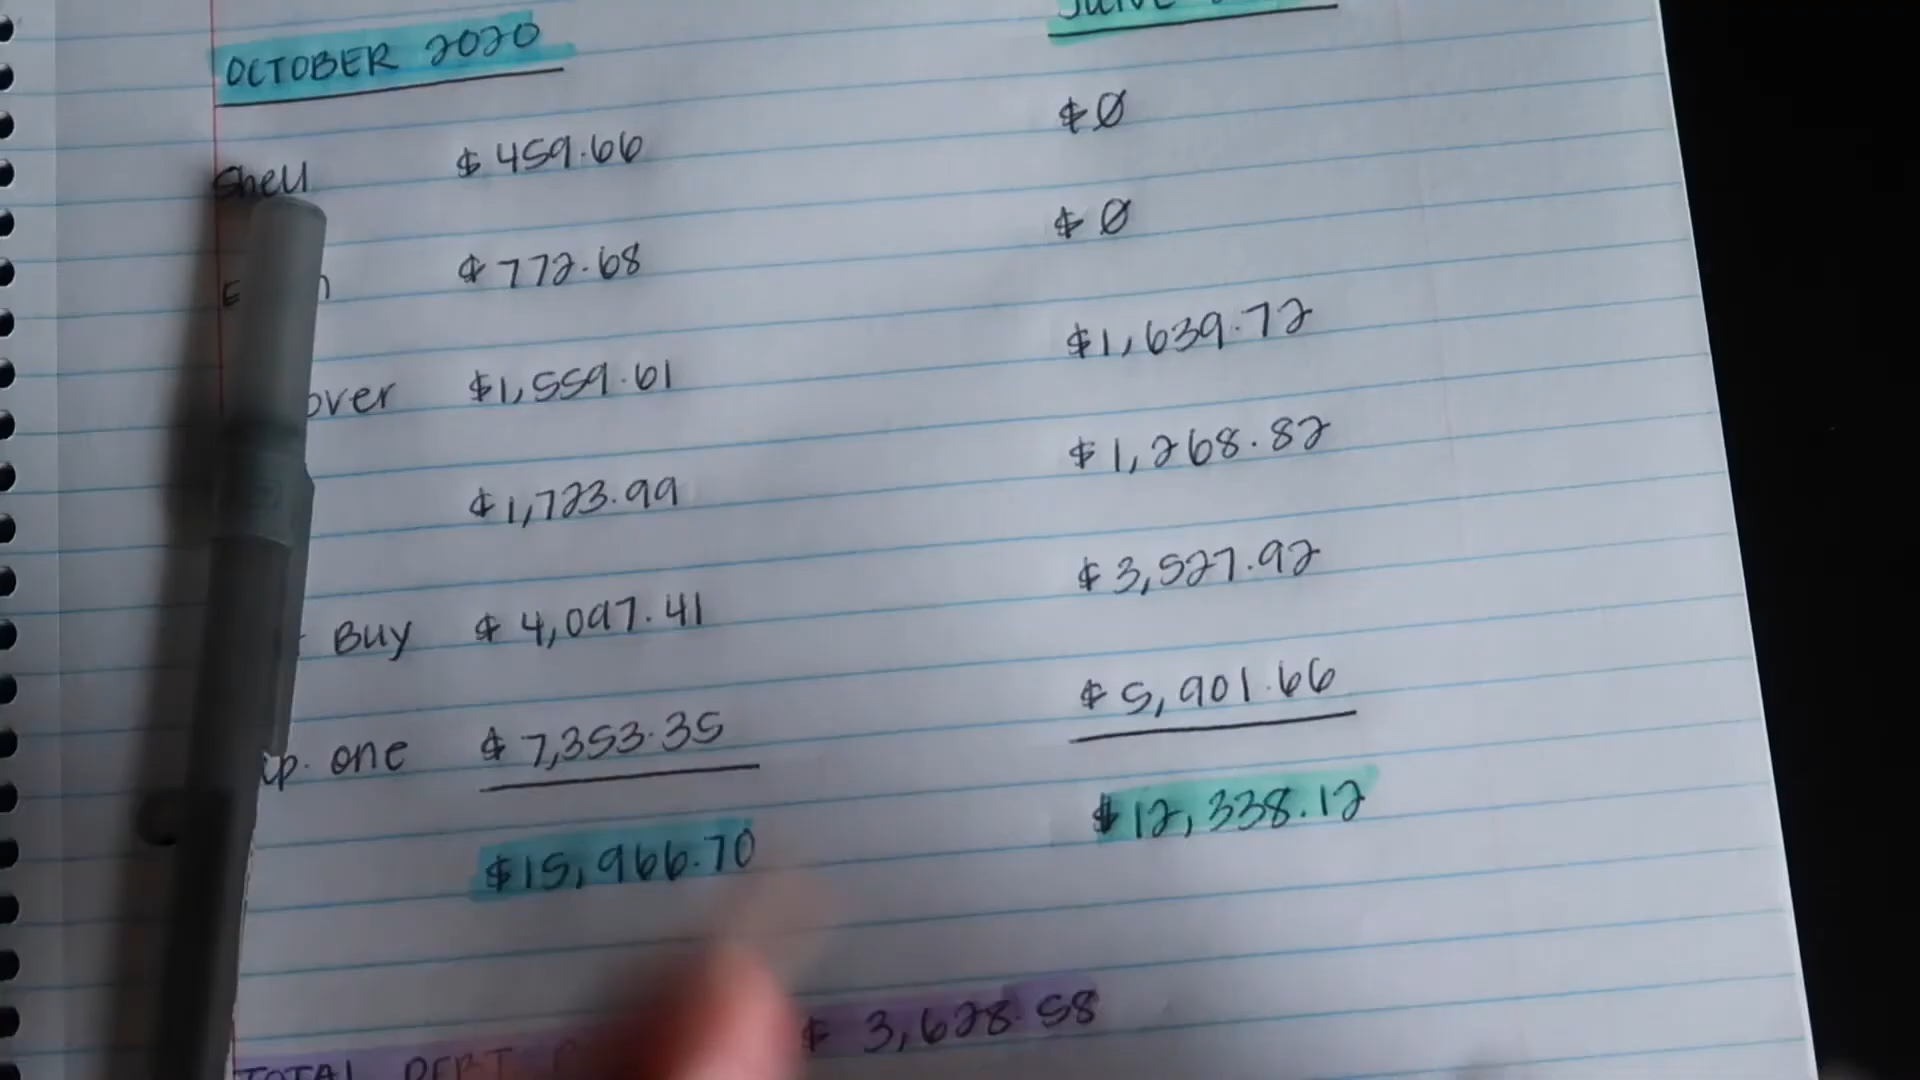 OCTOBER 2020
Shell $459.66 $0
$772.68 $0
over $1,559.61 $1,639.72
$1,723.99 $1,268.82
Buy $4,097.41 $3,527.92
p. one $7,353.35 $5,901.66
$15,966.70 $12,338.12
TOTAL DEBT $3,628.58